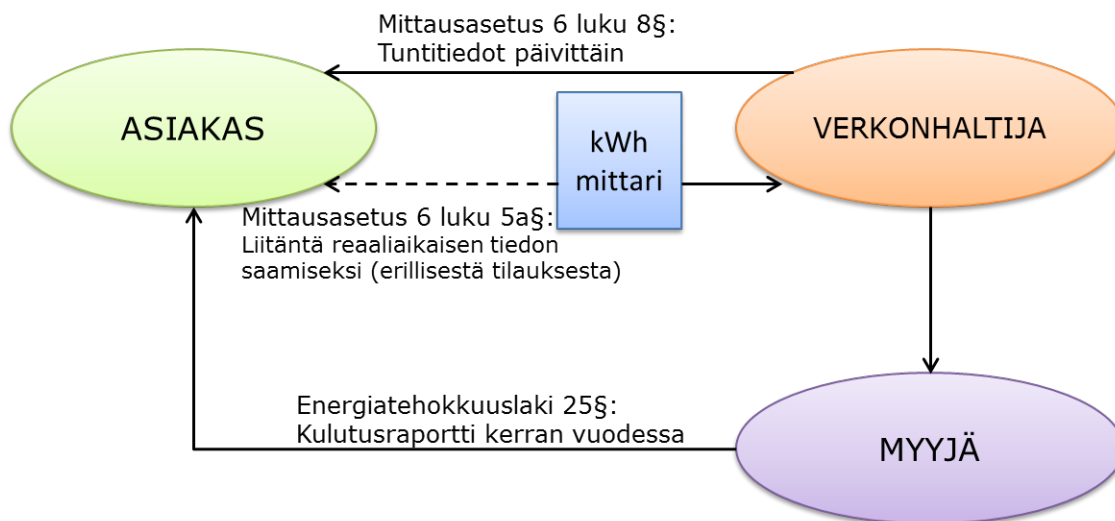 Mittausasetus 6 luku 8§:
Tuntitiedot päivittäin
ASIAKAS
kWh
mittari
VERKONHALTIJA
Mittausasetus 6 luku 5a§:
Liitäntä reaaliaikaisen tiedon
saamiseksi (erillisestä tilauksesta)
Energiatehokkuuslaki 25§:
Kulutusraportti kerran vuodessa
MYYJÄ